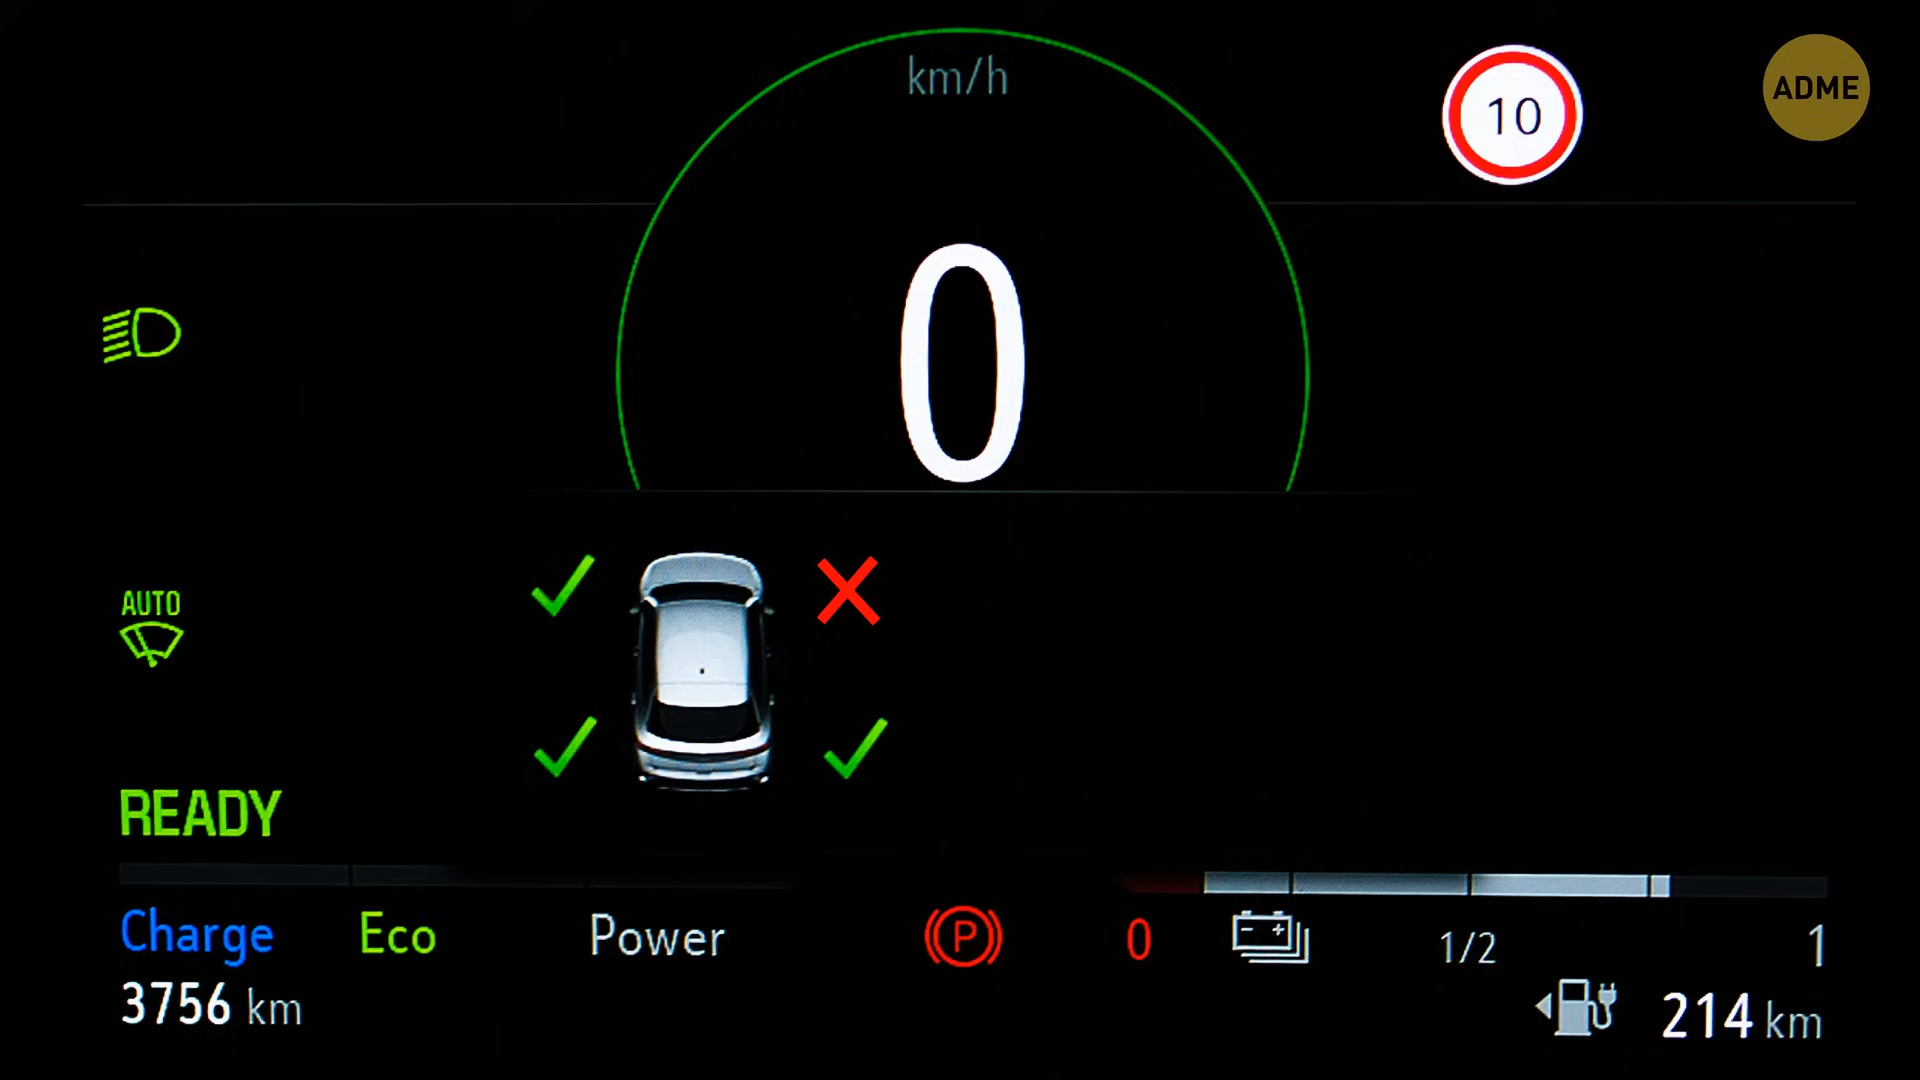 km/h
10
ADME
0
AUTO
READY
Charge Eco Power P 0 1/2 1
3756 km
214 km